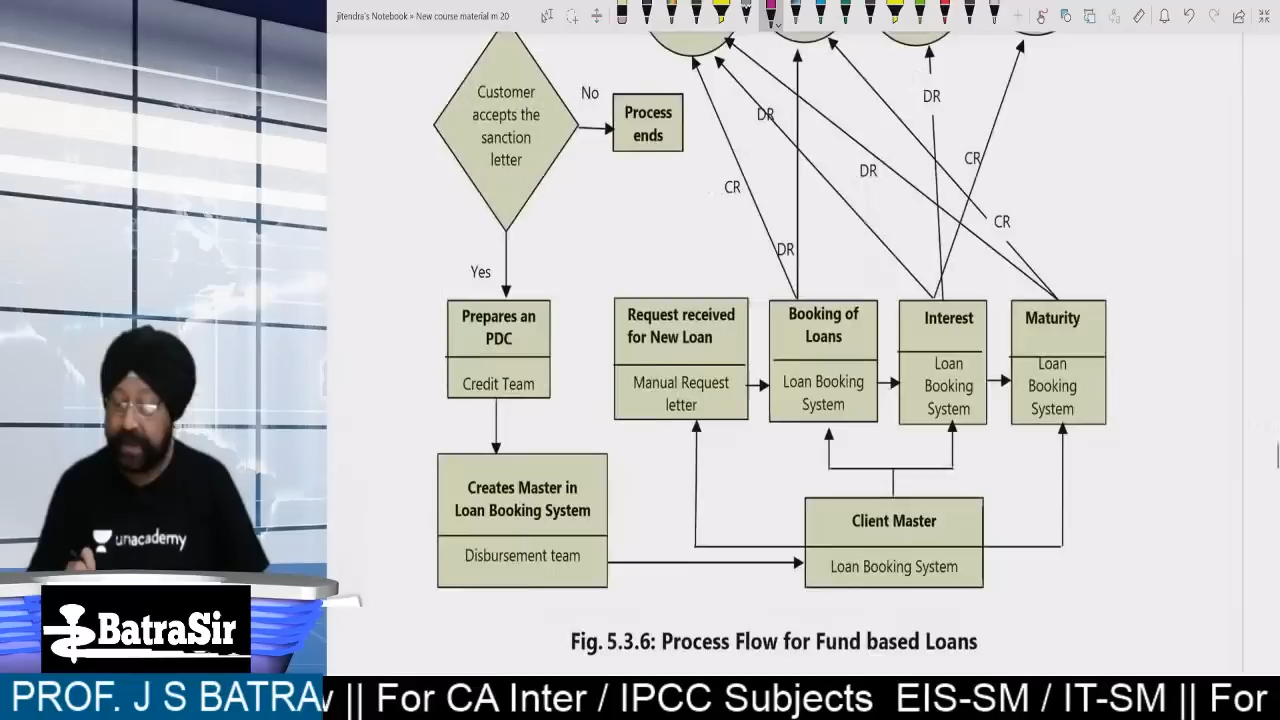 jitendra's Notebook » New course material m 20
Customer
accepts the
sanction
letter
No
Process
ends
Yes
CR
DR
DR
DR
DR
CR
CR
Prepares an
PDC
Credit Team
Request received
for New Loan
Manual Request
letter
Booking of
Loans
Loan Booking
System
Interest
Loan
Booking
System
Maturity
Loan
Booking
System
Creates Master in
Loan Booking System
Disbursement team
Client Master
Loan Booking System
Fig. 5.3.6: Process Flow for Fund based Loans
unacademy
BatraSir
PROF. J S BATRA
|| For CA Inter / IPCC Subjects EIS-SM / IT-SM || For